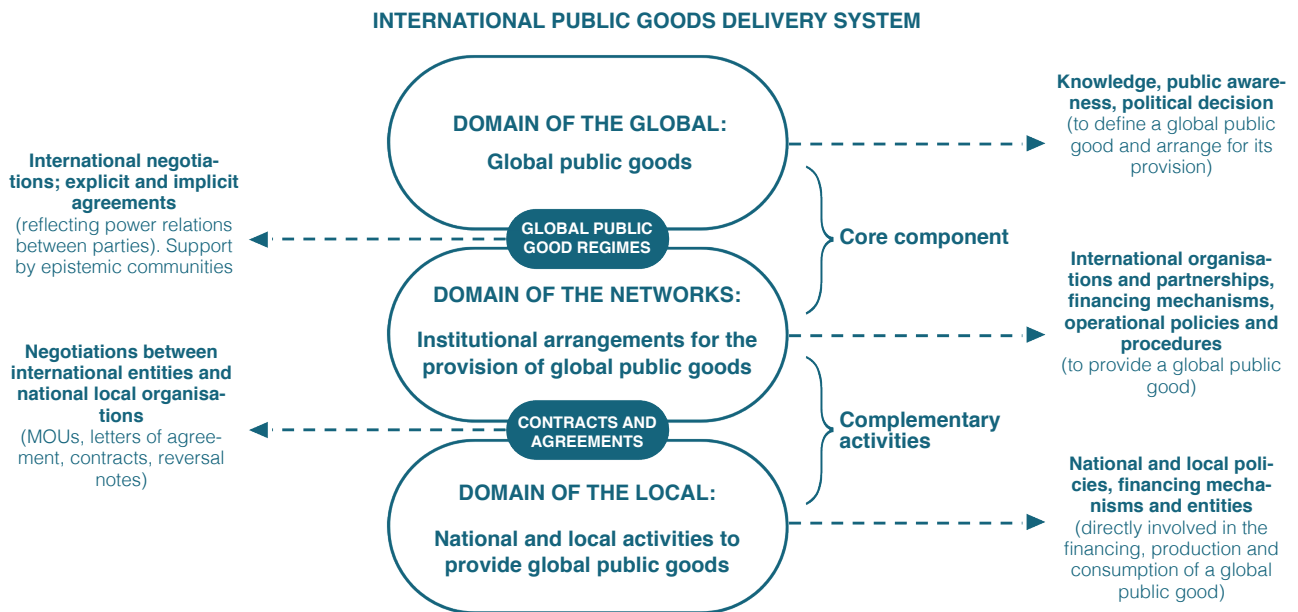 INTERNATIONAL PUBLIC GOODS DELIVERY SYSTEM
DOMAIN OF THE GLOBAL:
Global public goods
Knowledge, public aware-
ness, political decision
(to define a global public
good and arrange for its
provision)
International negotia-
tions; explicit and implicit
agreements
(reflecting power relations
between parties). Support
by epistemic communities
GLOBAL PUBLIC
GOOD REGIMES
Core component
DOMAIN OF THE NETWORKS:
Institutional arrangements for the
provision of global public goods
International organisa-
tions and partnerships,
financing mechanisms,
operational policies and
procedures
(to provide a global public
good)
Negotiations between
international entities and
national local organisa-
tions
(MOUs, letters of agree-
ment, contracts, reversal
notes)
CONTRACTS AND
AGREEMENTS
Complementary
activities
DOMAIN OF THE LOCAL:
National and local activities to
provide global public goods
National and local poli-
cies, financing mecha-
nisms and entities
(directly involved in the
financing, production and
consumption of a global
public good)